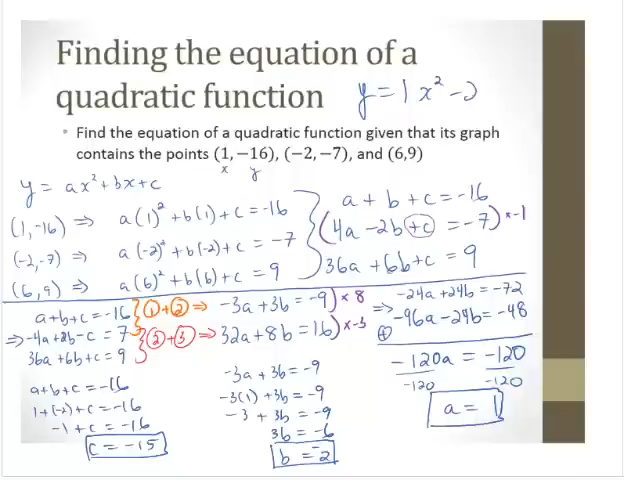 Finding the equation of a
quadratic function y = 1x² -2
• Find the equation of a quadratic function given that its graph
contains the points (1, −16), (−2, −7), and (6,9)
x y
y = ax² + bx + c
(1, -16) ⇒ a(1)² + b(1) + c = -16
(-2, -7) ⇒ a(-2)² + b(-2) + c = -7
(6, 9) ⇒ a(6)² + b(6) + c = 9
a + b + c = -16
(4a - 2b + c = -7) × -1
36a + 6b + c = 9
a + b + c = -16
⇒ -4a + 2b - c = 7
36a + 6b + c = 9
① + ② ⇒ -3a + 3b = -9) × 8
② + ③ ⇒ 32a + 8b = 16) × -3
⇒ -24a + 24b = -72
⊕ -96a - 24b = -48
-120a = -120
-120 -120
a = 1
-3a + 3b = -9
-3(1) + 3b = -9
-3 + 3b = -9
3b = -6
b = -2
a + b + c = -16
1 + (-2) + c = -16
-1 + c = -16
c = -15